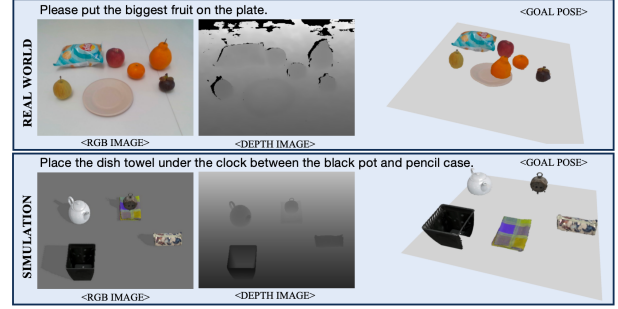 Please put the biggest fruit on the plate.
<GOAL POSE>
REAL WORLD
<RGB IMAGE>
<DEPTH IMAGE>
Place the dish towel under the clock between the black pot and pencil case.
<GOAL POSE>
SIMULATION
<RGB IMAGE>
<DEPTH IMAGE>